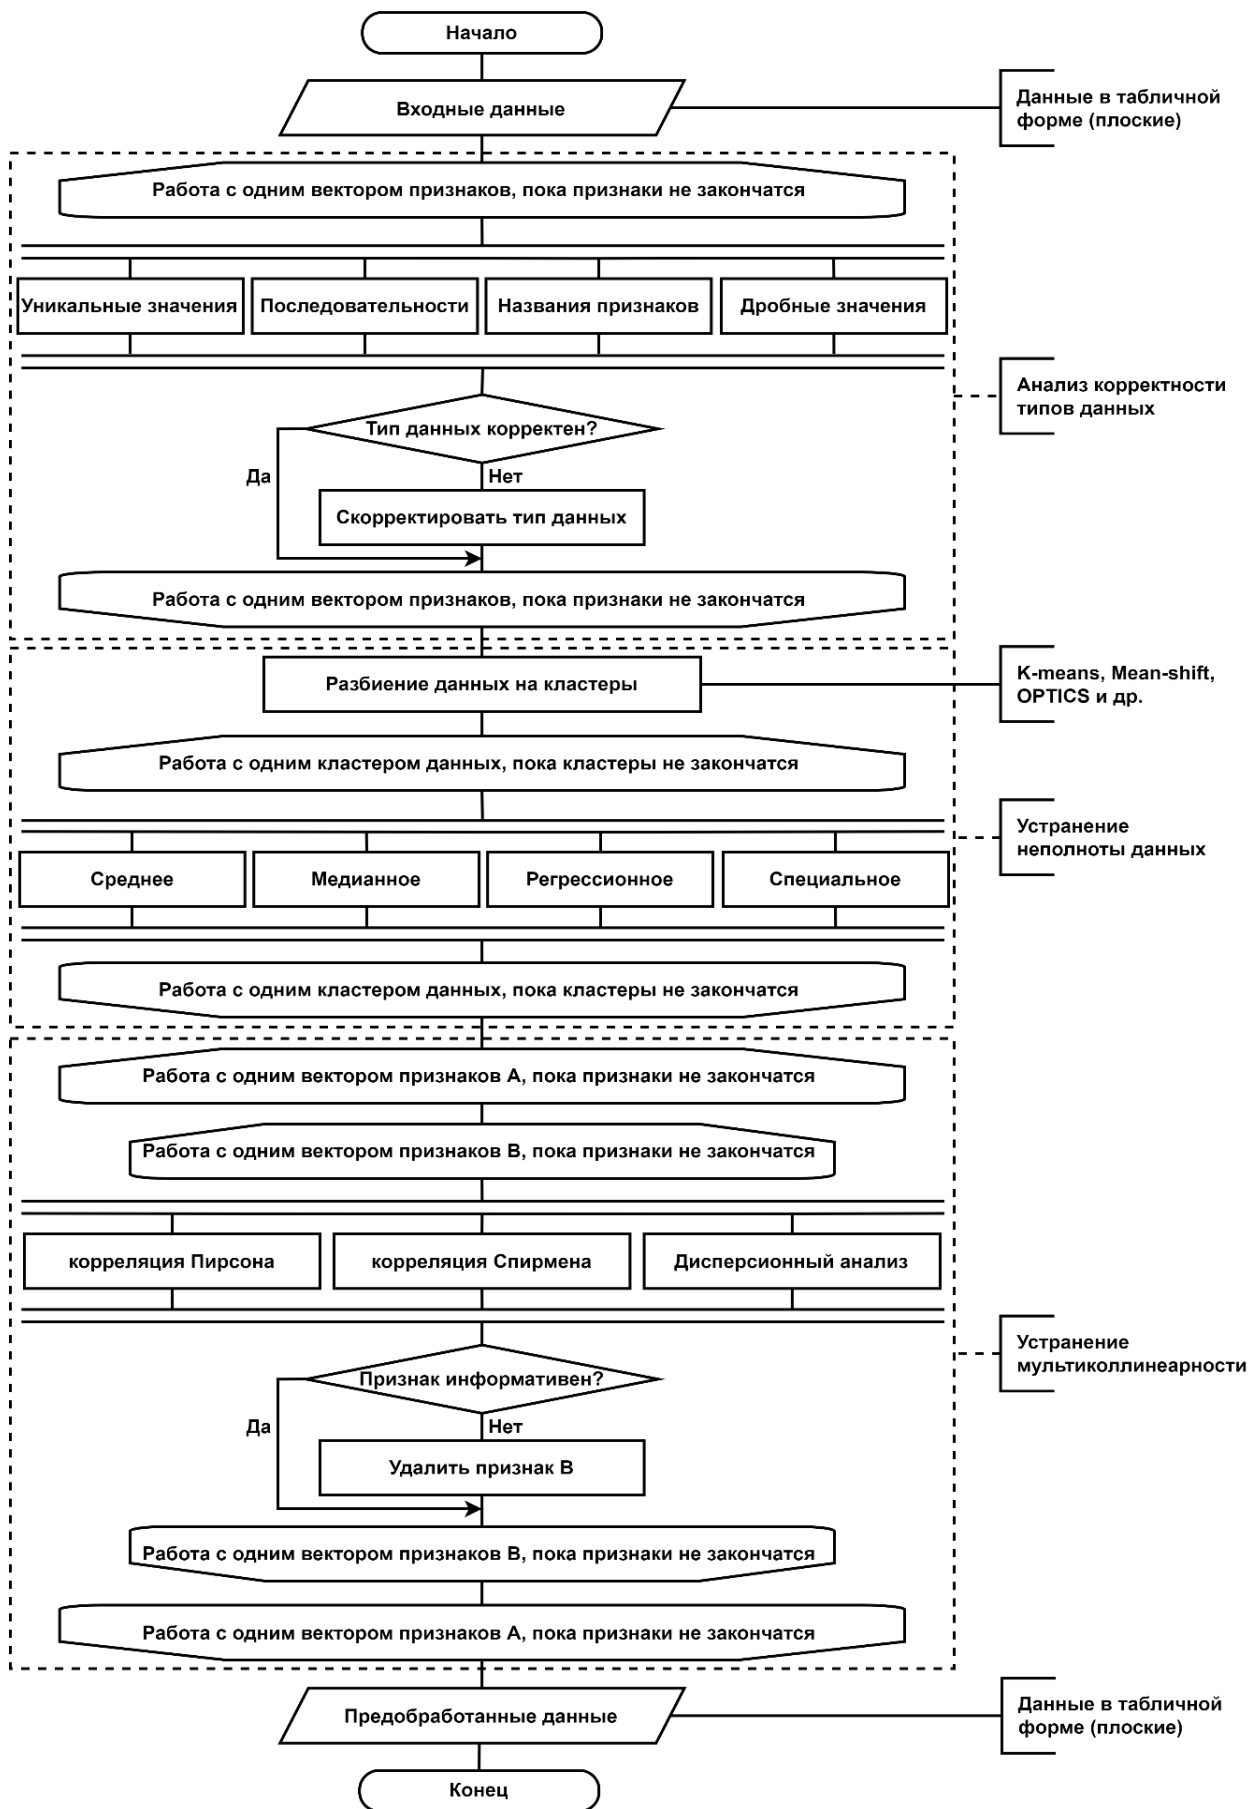 Начало
Входные данные
Данные в табличной
форме (плоские)
Работа с одним вектором признаков, пока признаки не закончатся
Уникальные значения
Последовательности
Названия признаков
Дробные значения
Анализ корректности
типов данных
Тип данных корректен?
Да
Нет
Скорректировать тип данных
Работа с одним вектором признаков, пока признаки не закончатся
Разбиение данных на кластеры
K-means, Mean-shift,
OPTICS и др.
Работа с одним кластером данных, пока кластеры не закончатся
Устранение
неполноты данных
Среднее
Медианное
Регрессионное
Специальное
Работа с одним кластером данных, пока кластеры не закончатся
Работа с одним вектором признаков А, пока признаки не закончатся
Работа с одним вектором признаков В, пока признаки не закончатся
корреляция Пирсона
корреляция Спирмена
Дисперсионный анализ
Устранение
мультиколлинеарности
Признак информативен?
Да
Нет
Удалить признак В
Работа с одним вектором признаков В, пока признаки не закончатся
Работа с одним вектором признаков А, пока признаки не закончатся
Предобработанные данные
Данные в табличной
форме (плоские)
Конец